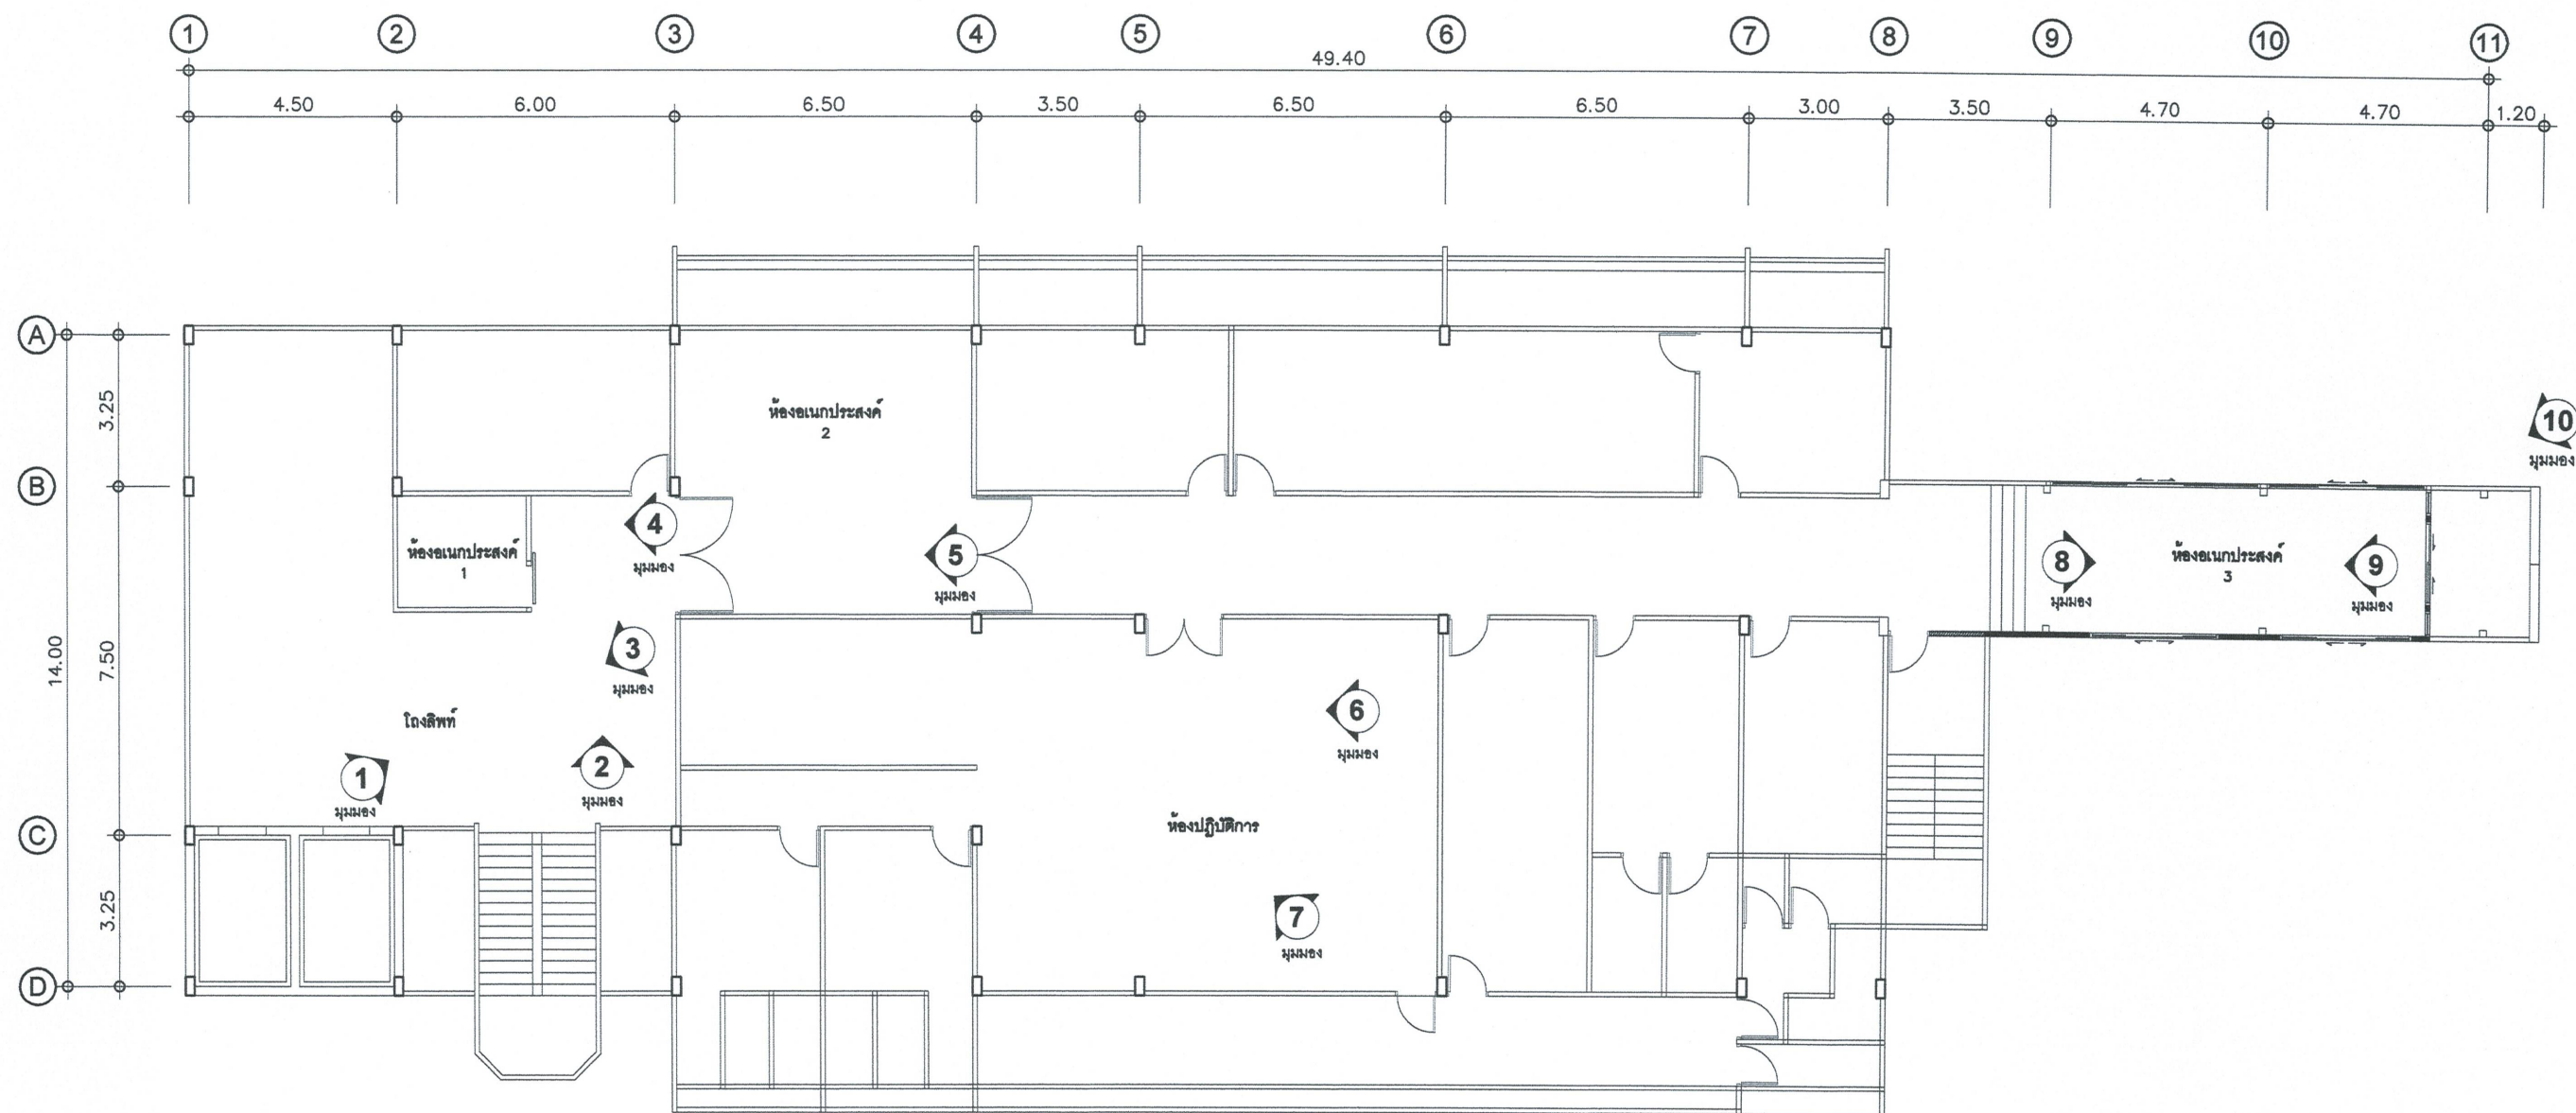 1 2 3 4 5 6 7 8 9 10 11
49.40
4.50 6.00 6.50 3.50 6.50 6.50 3.00 3.50 4.70 4.70 1.20
A
3.25
ห้องอเนกประสงค์
2
10
มุมมอง
B
4
มุมมอง
5
มุมมอง
ห้องอเนกประสงค์
1
8
มุมมอง
ห้องอเนกประสงค์
3
9
มุมมอง
14.00
7.50
3
มุมมอง
โถงลิฟท์
6
มุมมอง
1
มุมมอง
2
มุมมอง
C
ห้องปฏิบัติการ
3.25
7
มุมมอง
D